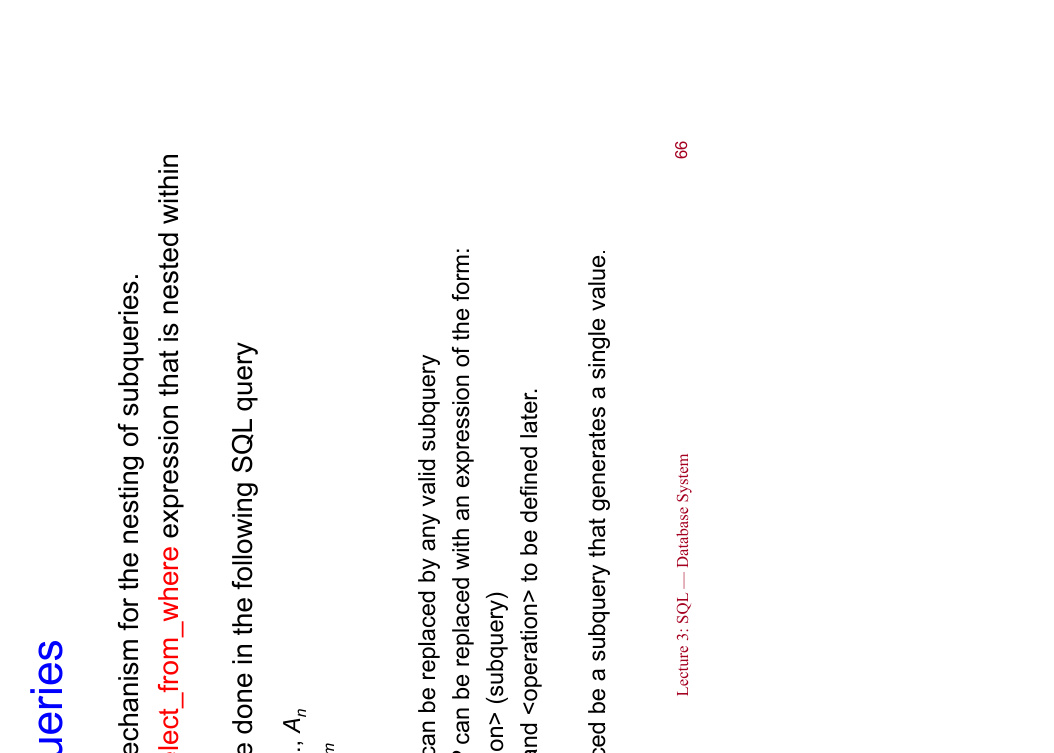 ueries
echanism for the nesting of subqueries.
elect_from_where expression that is nested within
e done in the following SQL query
.., An
m
can be replaced by any valid subquery
P can be replaced with an expression of the form:
on> (subquery)
and <operation> to be defined later.
ced be a subquery that generates a single value.
Lecture 3: SQL — Database System
66